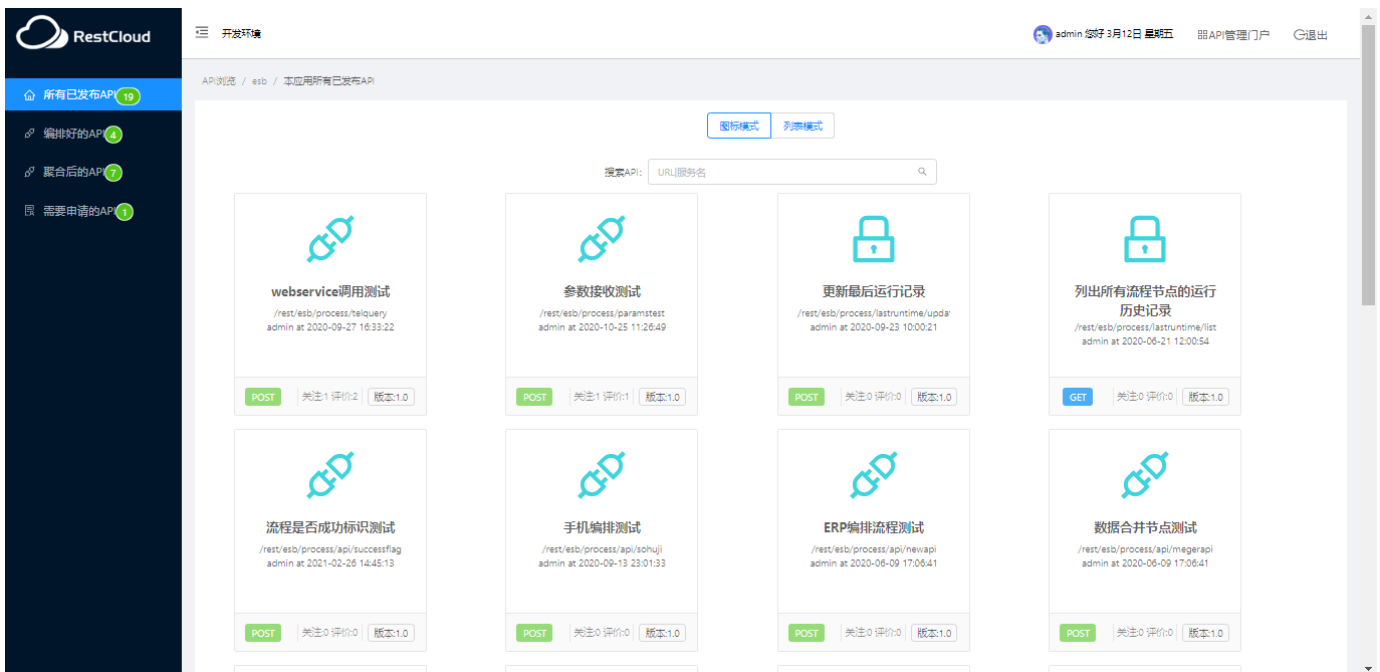 RestCloud
开发环境
admin 您好 3月12日 星期五
API管理门户
退出
所有已发布API 19
编排好的API 4
聚合后的API 7
需要申请的API 1
API浏览 / esb / 本应用所有已发布API
图标模式 列表模式
搜索API: URL|服务名
webservice调用测试
/rest/esb/process/telquery
admin at 2020-09-27 16:33:22
POST 关注:1 评价:2 版本:1.0
参数接收测试
/rest/esb/process/paramstest
admin at 2020-10-25 11:26:49
POST 关注:1 评价:1 版本:1.0
更新最后运行记录
/rest/esb/process/lastruntime/upda
admin at 2020-09-23 10:00:21
POST 关注:0 评价:0 版本:1.0
列出所有流程节点的运行
历史记录
/rest/esb/process/lastruntime/list
admin at 2020-06-21 12:00:54
GET 关注:0 评价:0 版本:1.0
流程是否成功标识测试
/rest/esb/process/api/successflag
admin at 2021-02-26 14:45:13
POST 关注:0 评价:0 版本:1.0
手机编排测试
/rest/esb/process/api/sohuji
admin at 2020-09-13 23:01:33
POST 关注:0 评价:0 版本:1.0
ERP编排流程测试
/rest/esb/process/api/newapi
admin at 2020-06-09 17:06:41
POST 关注:0 评价:0 版本:1.0
数据合并节点测试
/rest/esb/process/api/megerapi
admin at 2020-06-09 17:06:41
POST 关注:0 评价:0 版本:1.0